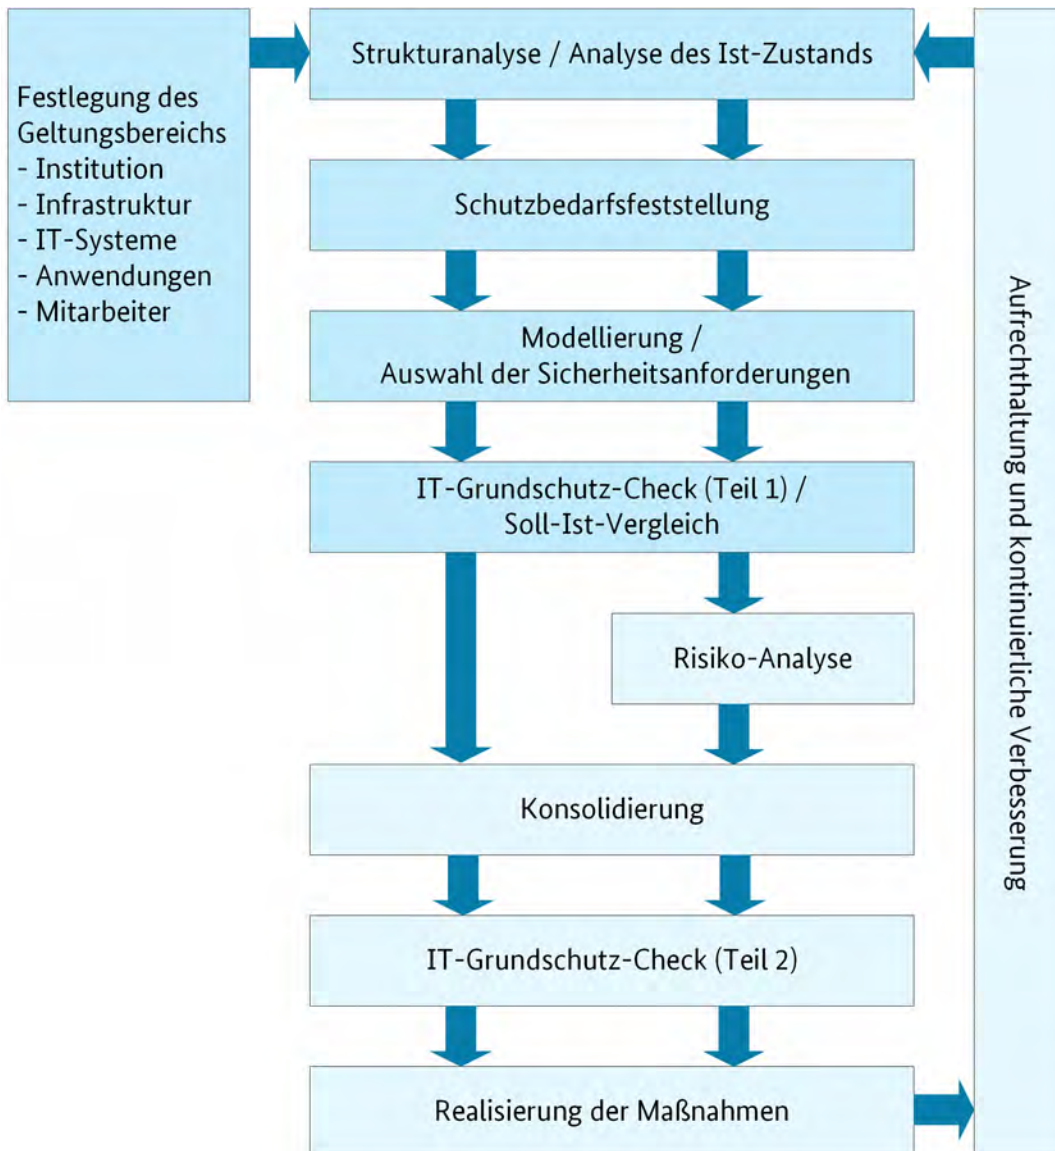 Festlegung des
Geltungsbereichs
- Institution
- Infrastruktur
- IT-Systeme
- Anwendungen
- Mitarbeiter
Strukturanalyse / Analyse des Ist-Zustands
Schutzbedarfsfeststellung
Modellierung /
Auswahl der Sicherheitsanforderungen
IT-Grundschutz-Check (Teil 1) /
Soll-Ist-Vergleich
Risiko-Analyse
Konsolidierung
IT-Grundschutz-Check (Teil 2)
Realisierung der Maßnahmen
Aufrechthaltung und kontinuierliche Verbesserung